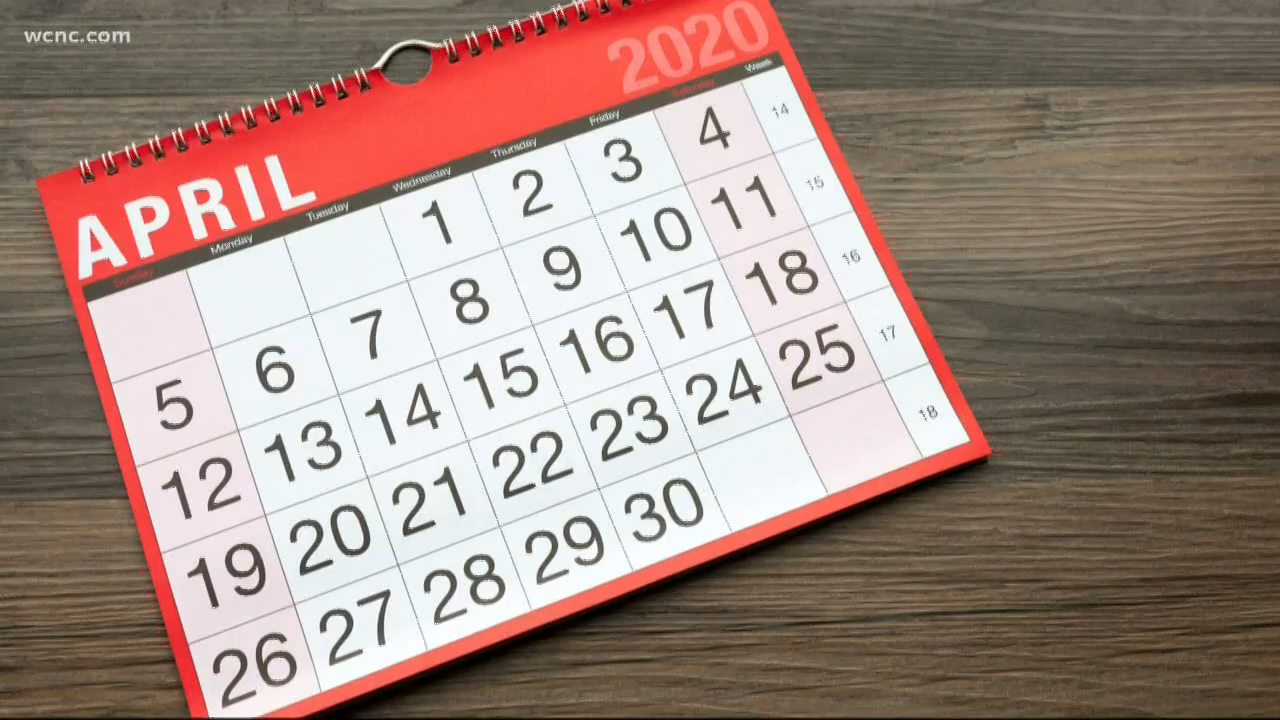 wcnc.com
2020
APRIL
Sunday Monday Tuesday Wednesday Thursday Friday Saturday Week
1 2 3 4 14
5 6 7 8 9 10 11 15
12 13 14 15 16 17 18 16
19 20 21 22 23 24 25 17
26 27 28 29 30 18